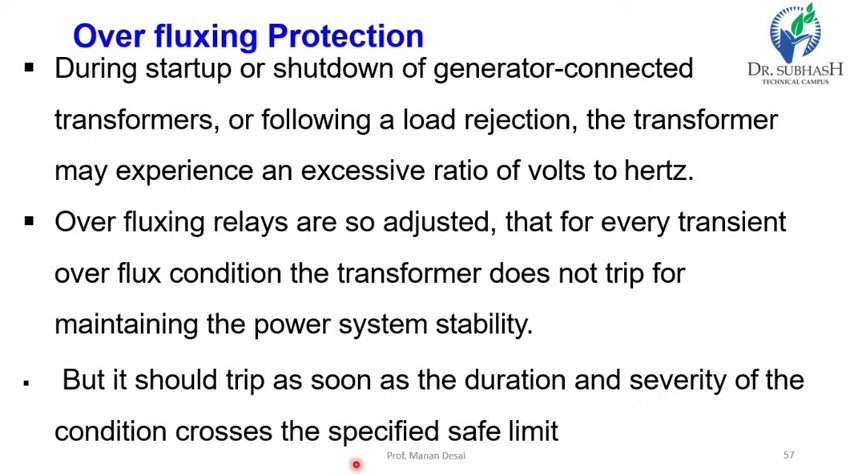 Over fluxing Protection
DR. SUBHASH
TECHNICAL CAMPUS
▪ During startup or shutdown of generator-connected
transformers, or following a load rejection, the transformer
may experience an excessive ratio of volts to hertz.
▪ Over fluxing relays are so adjusted, that for every transient
over flux condition the transformer does not trip for
maintaining the power system stability.
▪ But it should trip as soon as the duration and severity of the
condition crosses the specified safe limit
Prof. Manan Desai
57